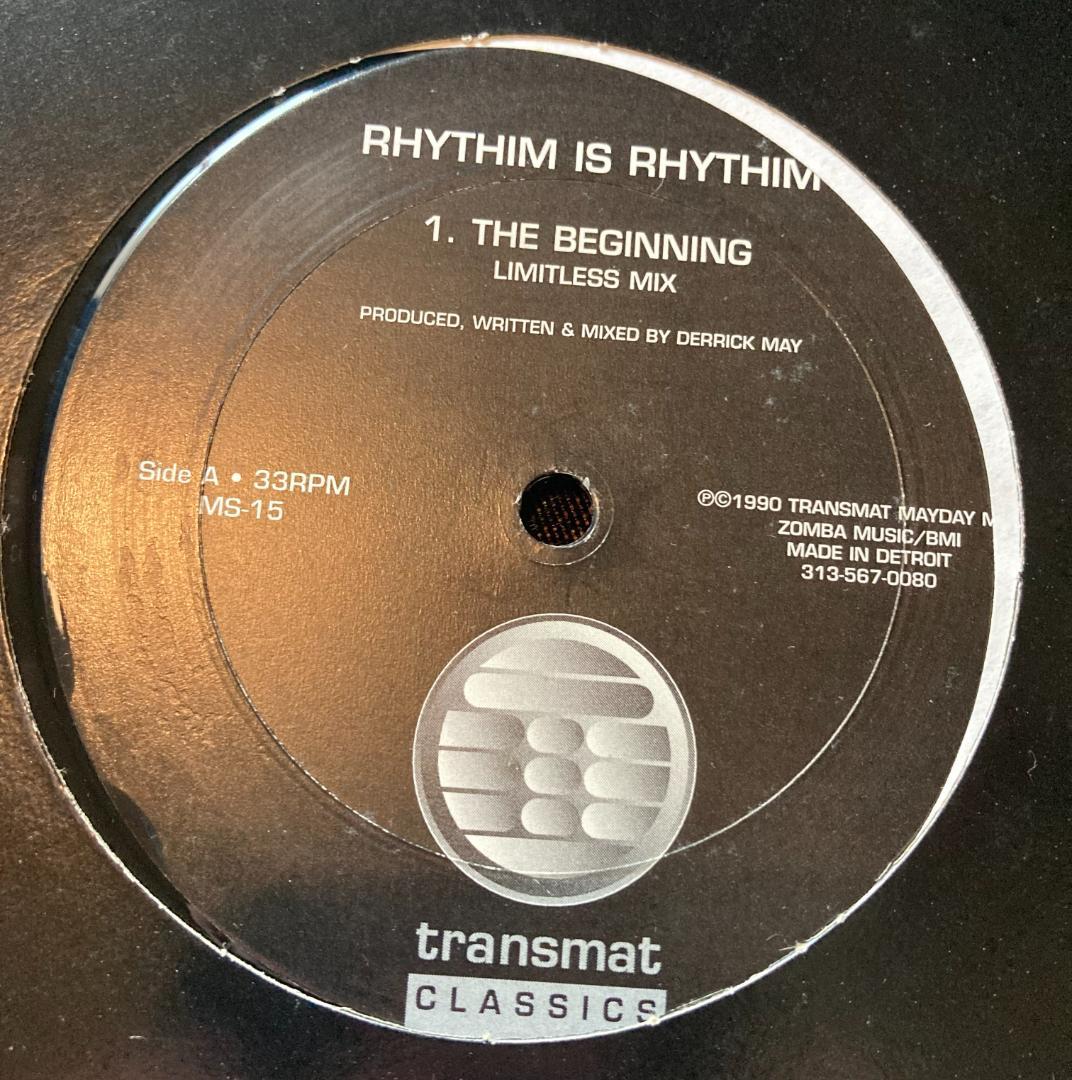 RHYTHIM IS RHYTHIM
1. THE BEGINNING
LIMITLESS MIX
PRODUCED, WRITTEN & MIXED BY DERRICK MAY
Side A • 33RPM
MS-15
℗©1990 TRANSMAT MAYDAY
ZOMBA MUSIC/BMI
MADE IN DETROIT
313-567-0080
transmat
CLASSICS